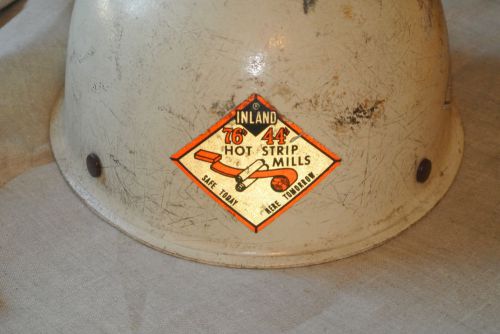 INLAND
76" 44"
HOT STRIP
MILLS
SAFE TODAY
HERE TOMORROW